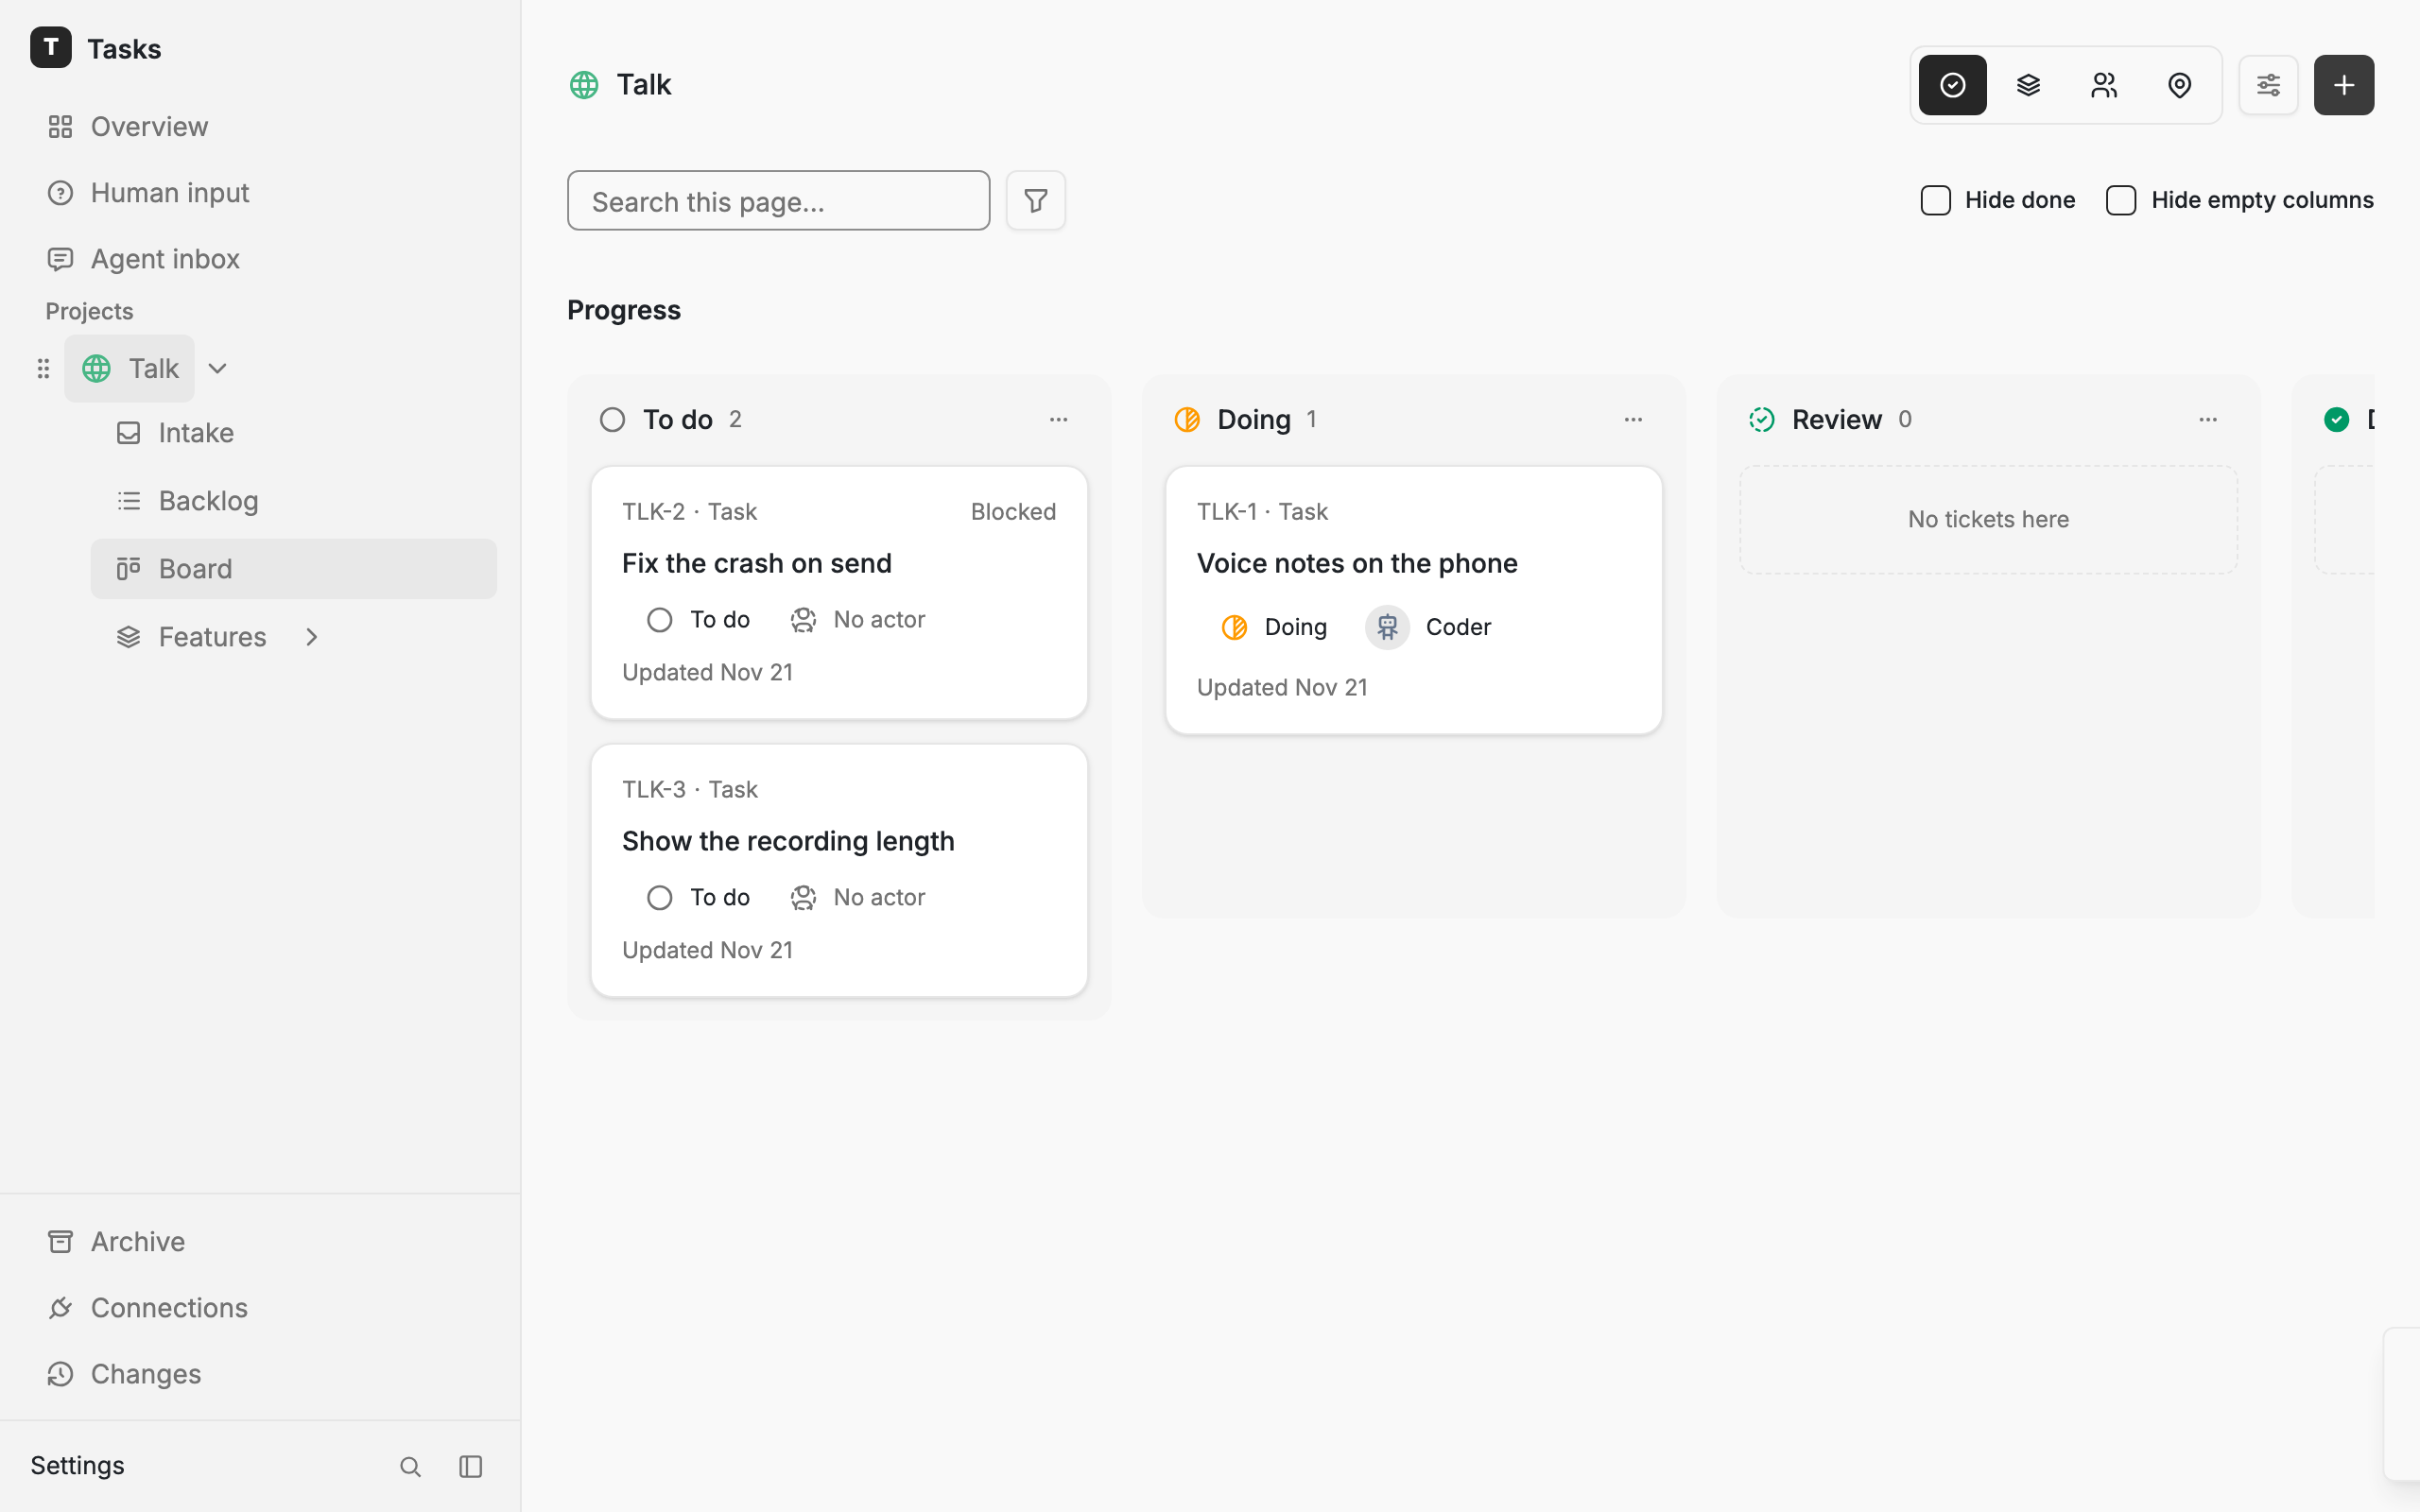 T Tasks
Overview
Human input
Agent inbox
Projects
Talk
Intake
Backlog
Board
Features
Archive
Connections
Changes
Settings
Talk
Search this page...
Hide done
Hide empty columns
Progress
To do 2
TLK-2 · Task Blocked
Fix the crash on send
To do No actor
Updated Nov 21
TLK-3 · Task
Show the recording length
To do No actor
Updated Nov 21
Doing 1
TLK-1 · Task
Voice notes on the phone
Doing Coder
Updated Nov 21
Review 0
No tickets here